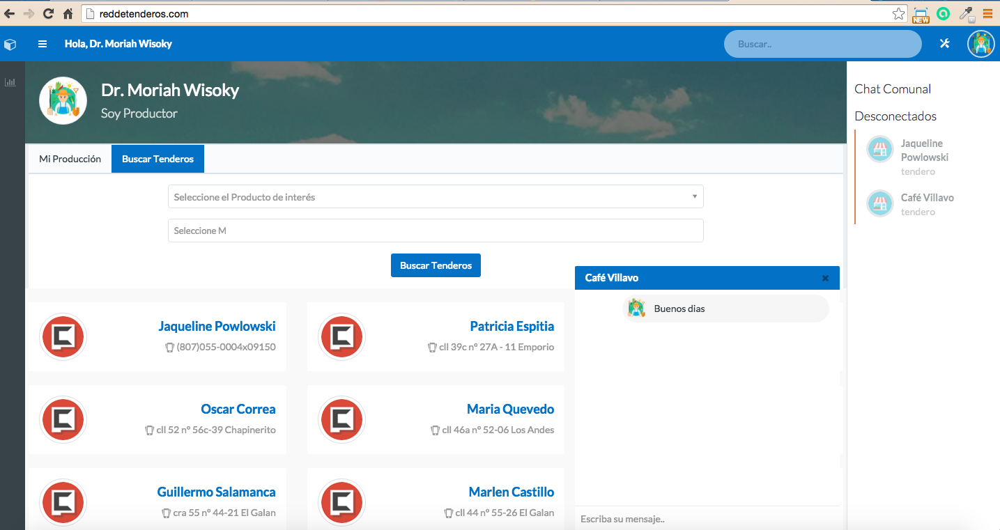 reddetenderos.com
NEW
Hola, Dr. Moriah Wisoky
Buscar..
Dr. Moriah Wisoky
Soy Productor
Mi Producción
Buscar Tenderos
Seleccione el Producto de interés
Seleccione M
Buscar Tenderos
Jaqueline Powlowski
(807)055-0004x09150
Patricia Espitia
cll 39c nº 27A - 11 Emporio
Oscar Correa
cll 52 nº 56c-39 Chapinerito
Maria Quevedo
cll 46a nº 52-06 Los Andes
Guillermo Salamanca
cra 55 nº 44-21 El Galan
Marlen Castillo
cll 44 nº 55-26 El Galan
Café Villavo
Buenos dias
Escriba su mensaje..
Chat Comunal
Desconectados
Jaqueline
Powlowski
tendero
Café Villavo
tendero